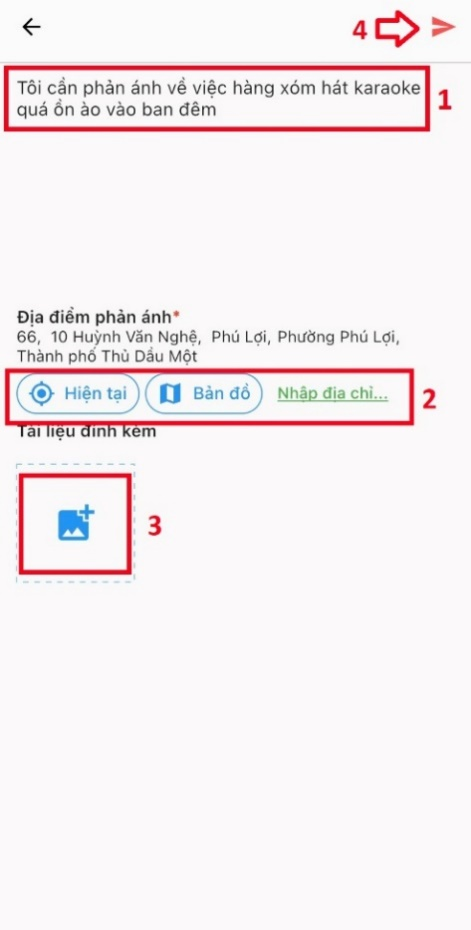 4
Tôi cần phản ánh về việc hàng xóm hát karaoke
quá ồn ào vào ban đêm
1
Địa điểm phản ánh*
66, 10 Huỳnh Văn Nghệ, Phú Lợi, Phường Phú Lợi,
Thành phố Thủ Dầu Một
Hiện tại Bản đồ Nhập địa chỉ...
2
Tài liệu đính kèm
3